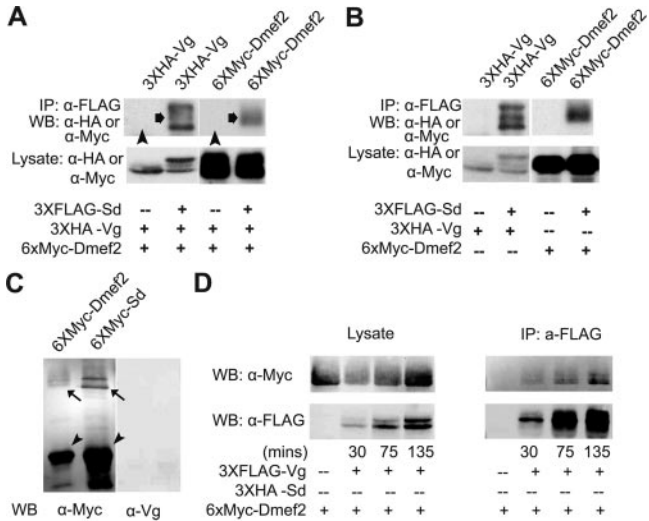 A
3XHA-Vg
3XHA-Vg
6XMyc-Dmef2
6XMyc-Dmef2
IP: α-FLAG
WB: α-HA or
α-Myc
Lysate: α-HA or
α-Myc
3XFLAG-Sd -- + -- +
3XHA -Vg + + + +
6xMyc-Dmef2 + + + +
B
3XHA-Vg
3XHA-Vg
6XMyc-Dmef2
6XMyc-Dmef2
IP: α-FLAG
WB: α-HA or
α-Myc
Lysate: α-HA or
α-Myc
3XFLAG-Sd -- + -- +
3XHA -Vg + + -- --
6xMyc-Dmef2 -- -- + +
C
6XMyc-Dmef2
6XMyc-Sd
WB α-Myc α-Vg
D
Lysate IP: a-FLAG
WB: α-Myc
WB: α-FLAG
(mins) 30 75 135 30 75 135
3XFLAG-Vg -- + + + -- + + +
3XHA -Sd -- -- -- -- -- -- -- --
6xMyc-Dmef2 + + + + + + + +